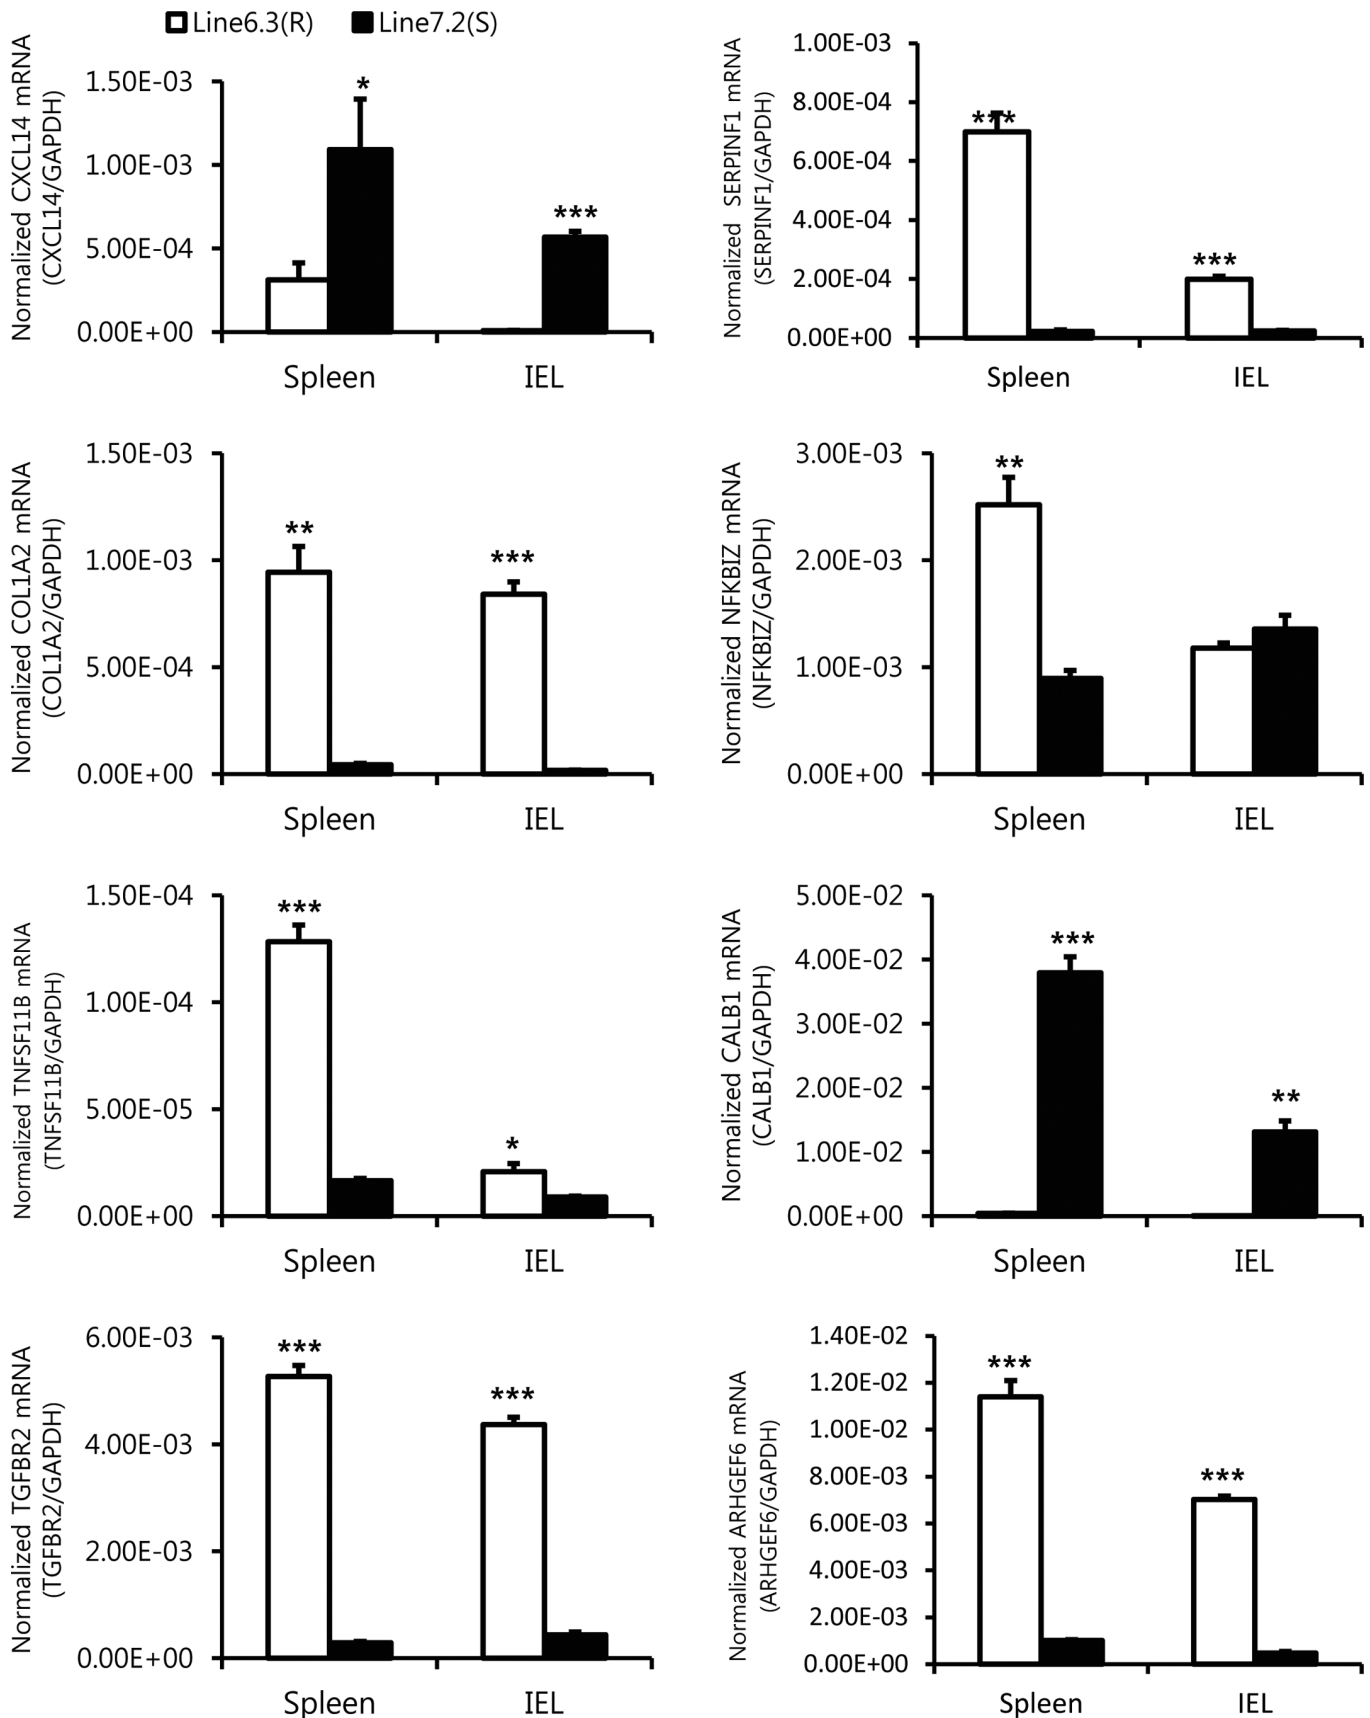 Line6.3(R) Line7.2(S)
Normalized CXCL14 mRNA
(CXCL14/GAPDH)
1.50E-03
*
1.00E-03
***
5.00E-04
0.00E+00
Spleen IEL
Normalized SERPINF1 mRNA
(SERPINF1/GAPDH)
1.00E-03
8.00E-04
***
6.00E-04
4.00E-04
***
2.00E-04
0.00E+00
Spleen IEL
Normalized COL1A2 mRNA
(COL1A2/GAPDH)
1.50E-03
**
***
1.00E-03
5.00E-04
0.00E+00
Spleen IEL
Normalized NFKBIZ mRNA
(NFKBIZ/GAPDH)
3.00E-03
**
2.00E-03
1.00E-03
0.00E+00
Spleen IEL
Normalized TNFSF11B mRNA
(TNFSF11B/GAPDH)
1.50E-04
***
1.00E-04
5.00E-05
*
0.00E+00
Spleen IEL
Normalized CALB1 mRNA
(CALB1/GAPDH)
5.00E-02
***
4.00E-02
3.00E-02
2.00E-02
**
1.00E-02
0.00E+00
Spleen IEL
Normalized TGFBR2 mRNA
(TGFBR2/GAPDH)
6.00E-03
***
***
4.00E-03
2.00E-03
0.00E+00
Spleen IEL
Normalized ARHGEF6 mRNA
(ARHGEF6/GAPDH)
1.40E-02
***
1.20E-02
1.00E-02
8.00E-03
***
6.00E-03
4.00E-03
2.00E-03
0.00E+00
Spleen IEL